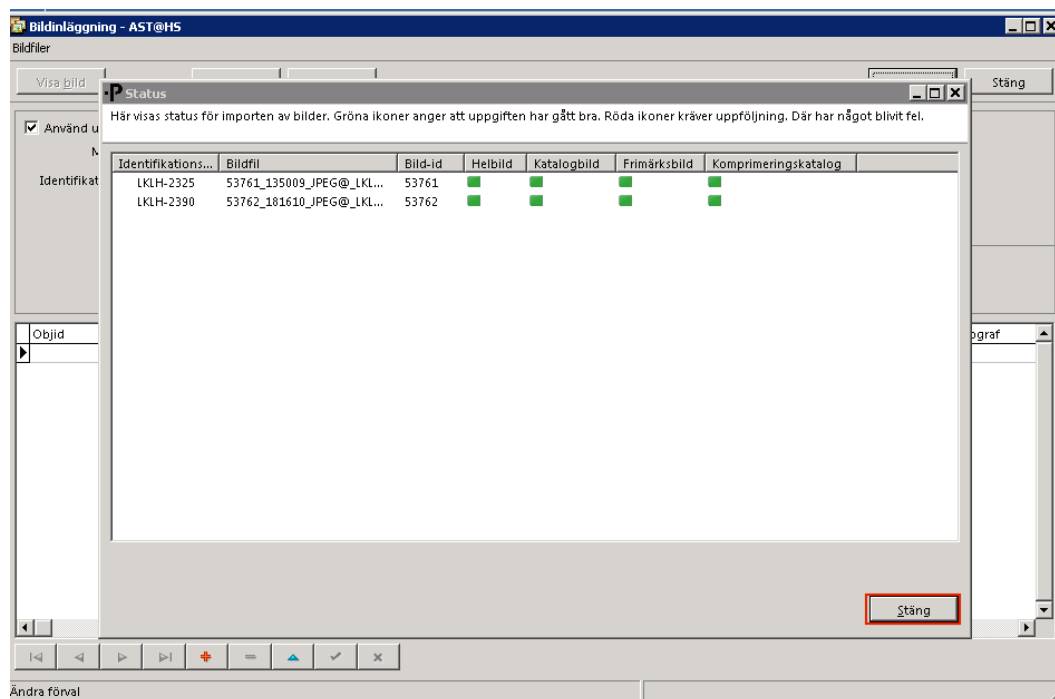 Bildinläggning - AST@HS
Bildfiler
Visa bild
Stäng
Status
Här visas status för importen av bilder. Gröna ikoner anger att uppgiften har gått bra. Röda ikoner kräver uppföljning. Där har något blivit fel.
Använd u
Identifikat
Identifikations... Bildfil Bild-id Helbild Katalogbild Frimärksbild Komprimeringskatalog
LKLH-2325 53761_135009_JPEG@_LKL... 53761
LKLH-2390 53762_181610_JPEG@_LKL... 53762
Objid
ograf
Stäng
Ändra förval